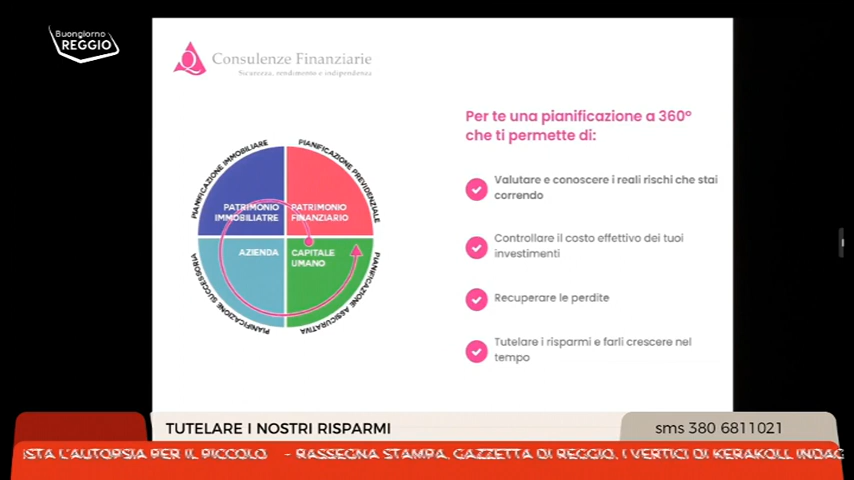 Buongiorno
REGGIO
Consulenze Finanziarie
Sicurezza, rendimento e indipendenza
PIANIFICAZIONE IMMOBILIARE
PIANIFICAZIONE PREVIDENZIALE
PATRIMONIO
IMMOBILIATRE
PATRIMONIO
FINANZIARIO
AZIENDA
CAPITALE
UMANO
PIANIFICAZIONE SUCCESSORIA
PIANIFICAZIONE ASSICURATIVA
Per te una pianificazione a 360°
che ti permette di:
Valutare e conoscere i reali rischi che stai
correndo
Controllare il costo effettivo dei tuoi
investimenti
Recuperare le perdite
Tutelare i risparmi e farli crescere nel
tempo
TUTELARE I NOSTRI RISPARMI
sms 380 6811021
ISTA L'AUTOPSIA PER IL PICCOLO - RASSEGNA STAMPA, GAZZETTA DI REGGIO, I VERTICI DI KERAKOLL INDAG